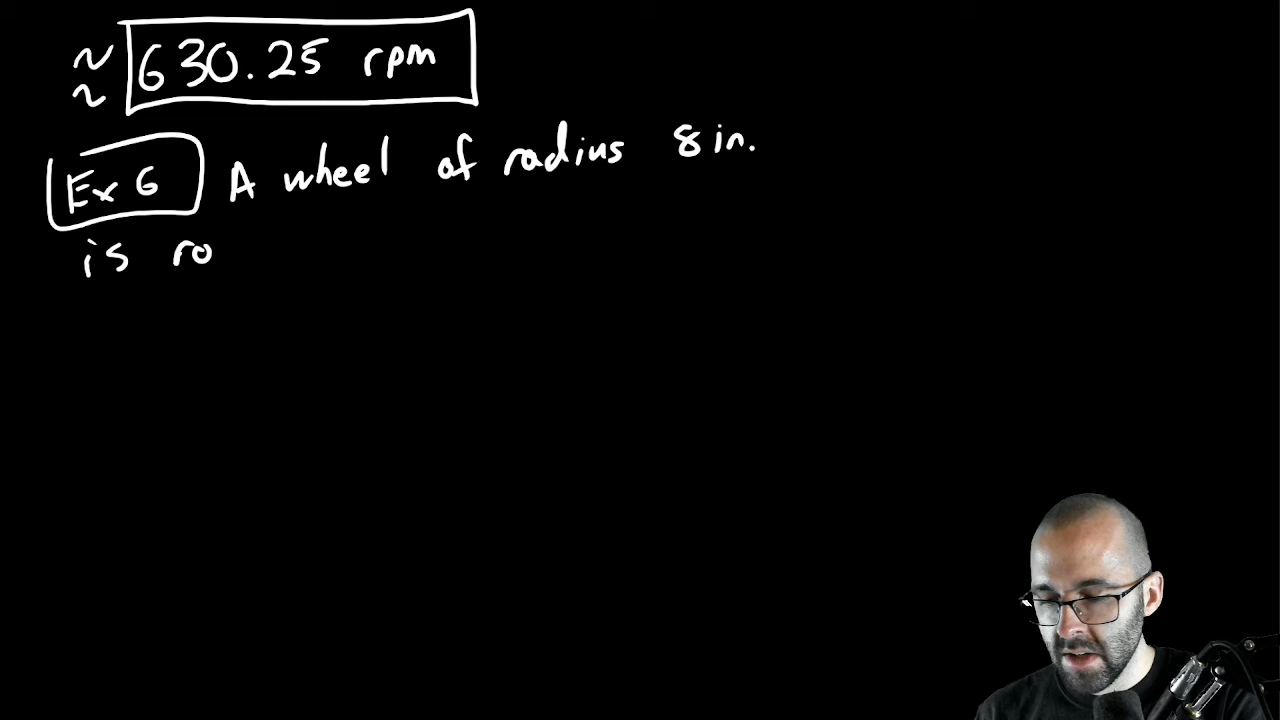 ≈ 630.25 rpm
Ex 6 A wheel of radius 8 in.
is ro